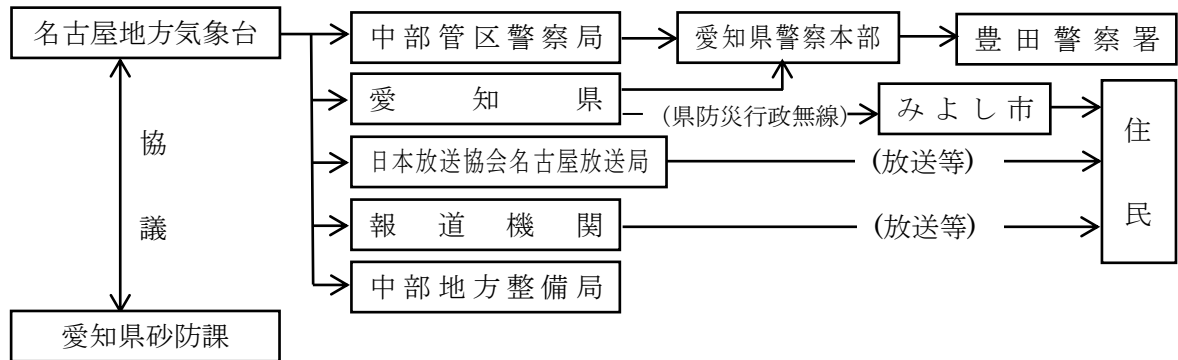 名古屋地方気象台
中部管区警察局
愛知県警察本部
豊田警察署
愛知県
(県防災行政無線)
みよし市
住民
協議
日本放送協会名古屋放送局
(放送等)
報道機関
(放送等)
中部地方整備局
愛知県砂防課